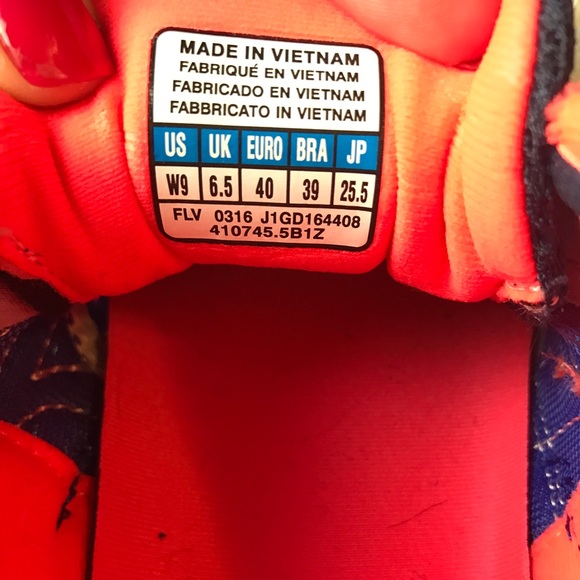 MADE IN VIETNAM
FABRIQUÉ EN VIETNAM
FABRICADO EN VIETNAM
FABBRICATO IN VIETNAM
US UK EURO BRA JP
W9 6.5 40 39 25.5
FLV 0316 J1GD164408
410745.5B1Z